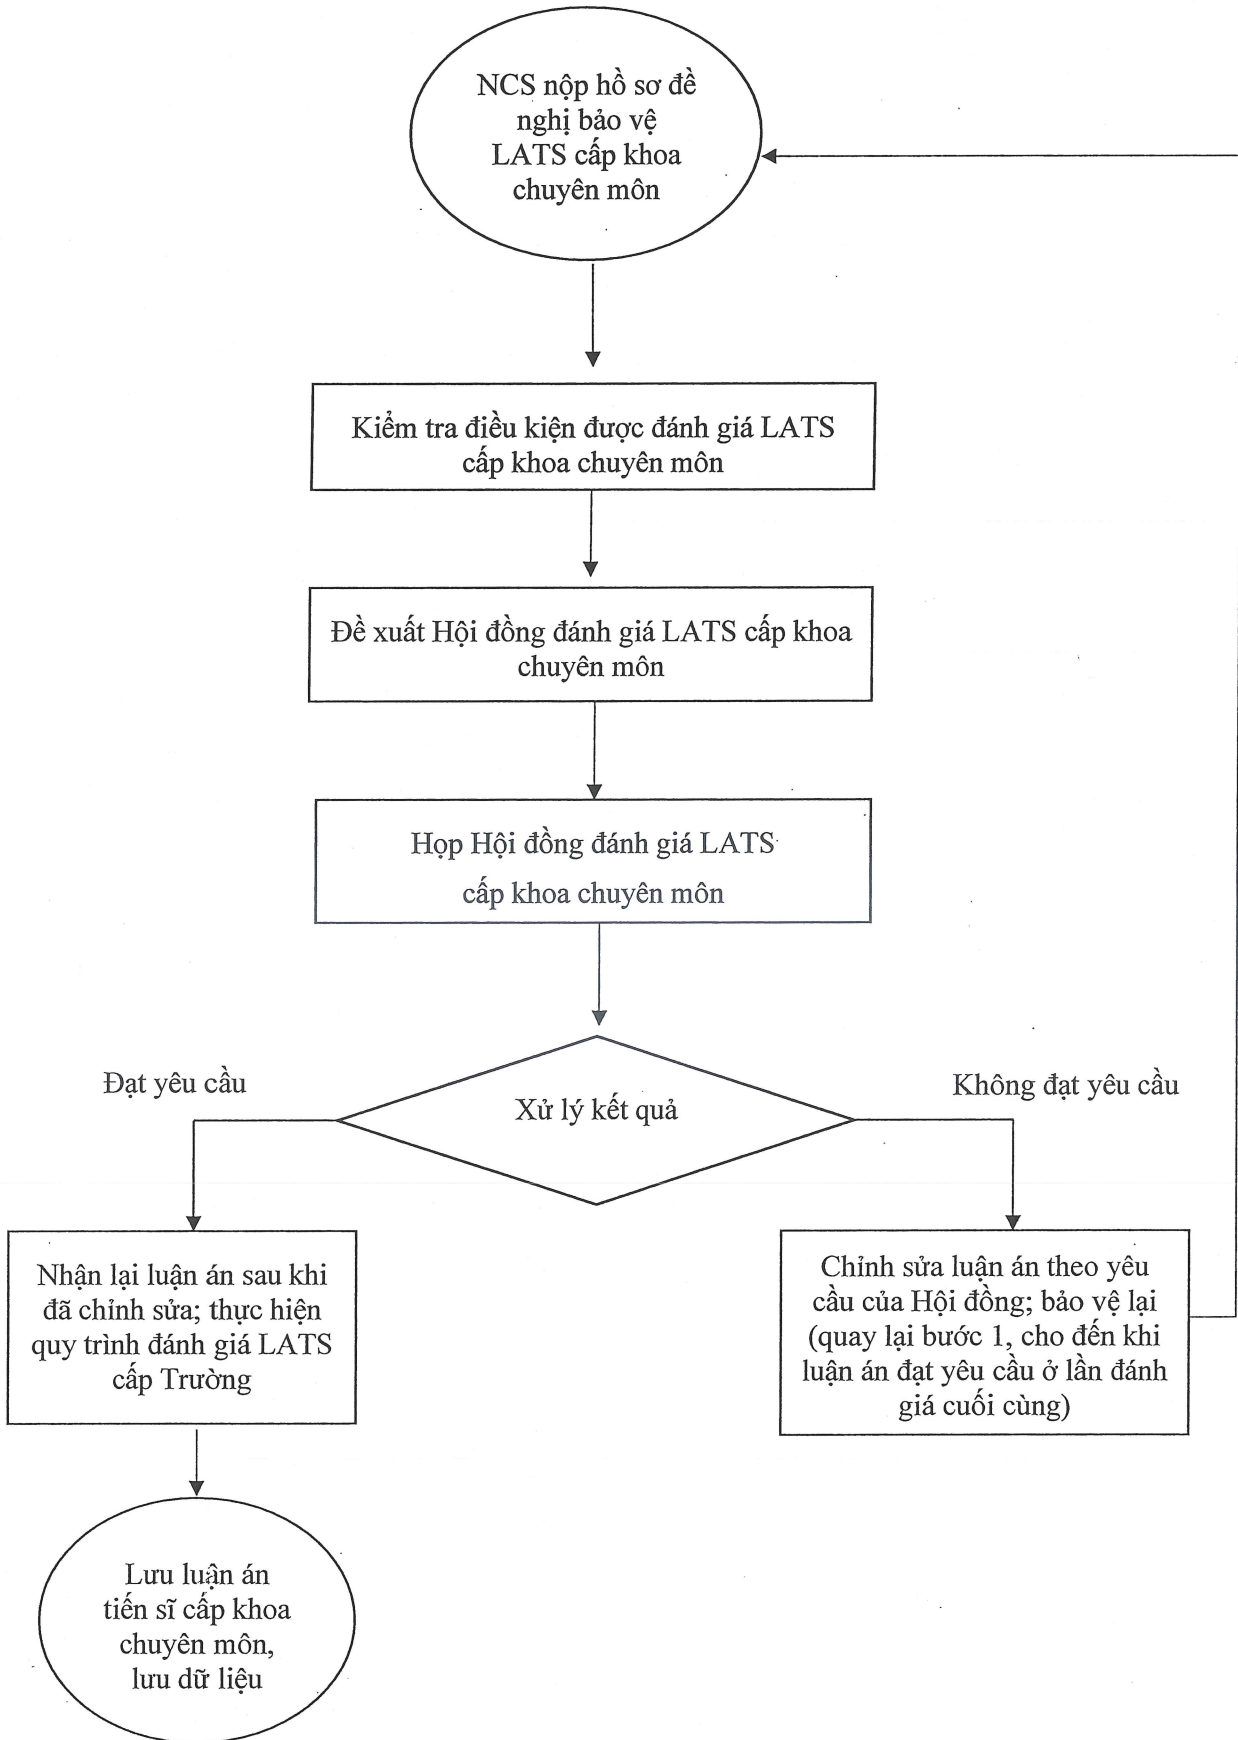 NCS nộp hồ sơ đề
nghị bảo vệ
LATS cấp khoa
chuyên môn
Kiểm tra điều kiện được đánh giá LATS
cấp khoa chuyên môn
Đề xuất Hội đồng đánh giá LATS cấp khoa
chuyên môn
Họp Hội đồng đánh giá LATS
cấp khoa chuyên môn
Đạt yêu cầu
Xử lý kết quả
Không đạt yêu cầu
Nhận lại luận án sau khi
đã chỉnh sửa; thực hiện
quy trình đánh giá LATS
cấp Trường
Chỉnh sửa luận án theo yêu
cầu của Hội đồng; bảo vệ lại
(quay lại bước 1, cho đến khi
luận án đạt yêu cầu ở lần đánh
giá cuối cùng)
Lưu luận án
tiến sĩ cấp khoa
chuyên môn,
lưu dữ liệu